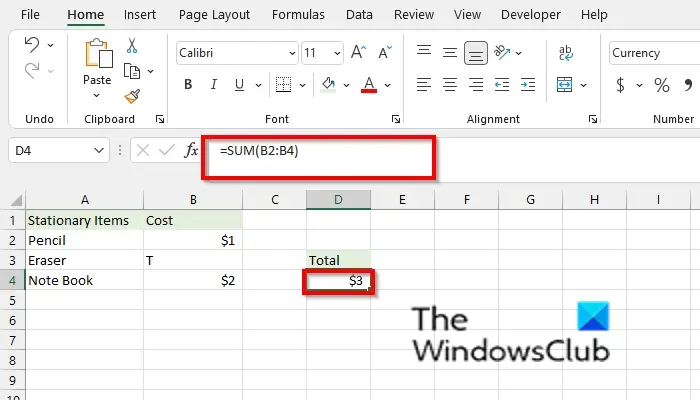 File Home Insert Page Layout Formulas Data Review View Developer Help
Calibri 11 A^ A˅ ab Currency
Paste B I U A c $ % ,
Undo Clipboard Font Alignment Number
D4 fx =SUM(B2:B4)
A B C D E F G H I
1 Stationary Items Cost
2 Pencil $1
3 Eraser T Total
4 Note Book $2 $3
5
6
7
8
9
10
The
WindowsClub